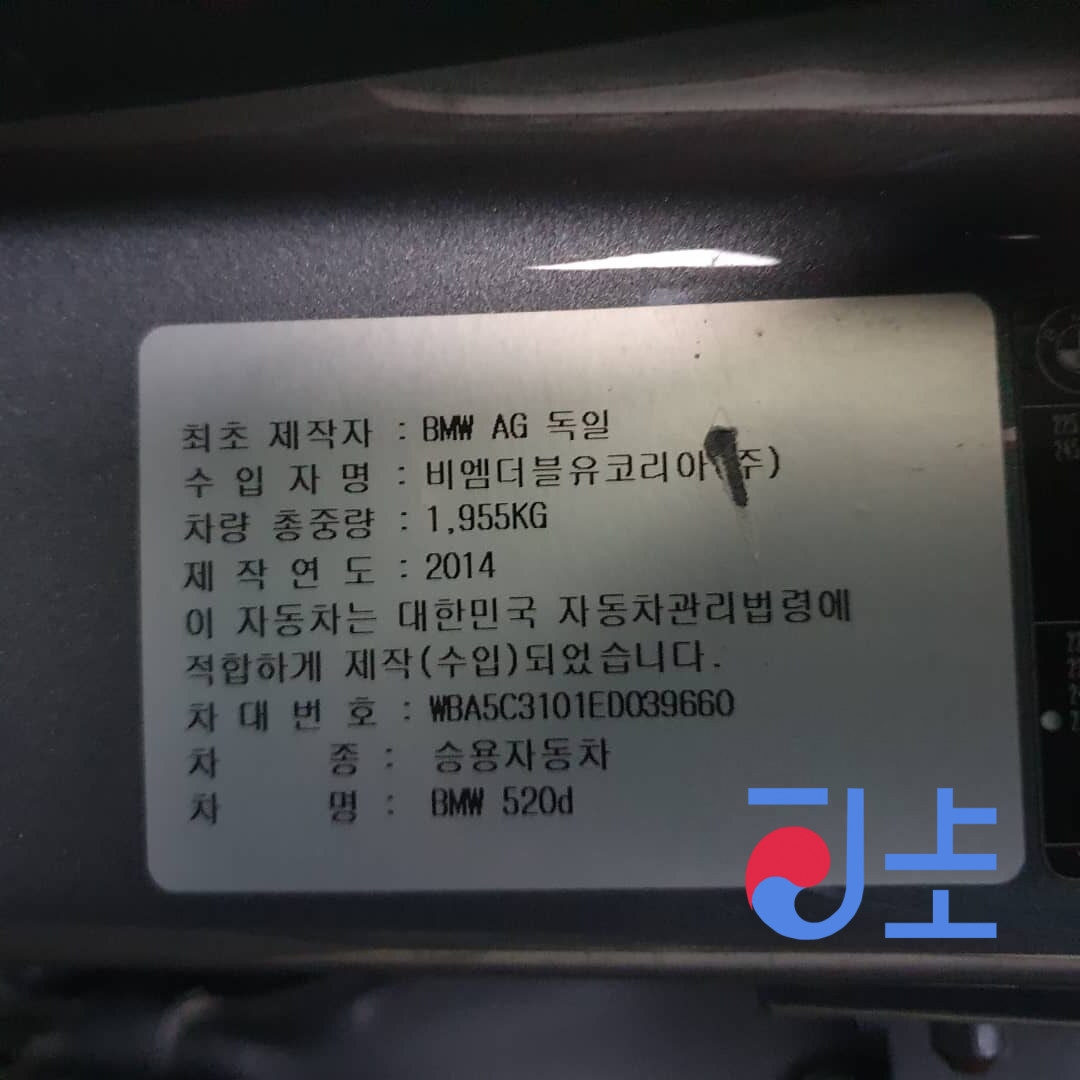 최초 제작자 : BMW AG 독일
수 입 자 명 : 비엠더블유코리아(주)
차량 총중량 : 1,955KG
제 작 연 도 : 2014
이 자동차는 대한민국 자동차관리법령에
적합하게 제작(수입)되었습니다.
차 대 번 호 : WBA5C3101ED039660
차 종 : 승용자동차
차 명 : BMW 520d